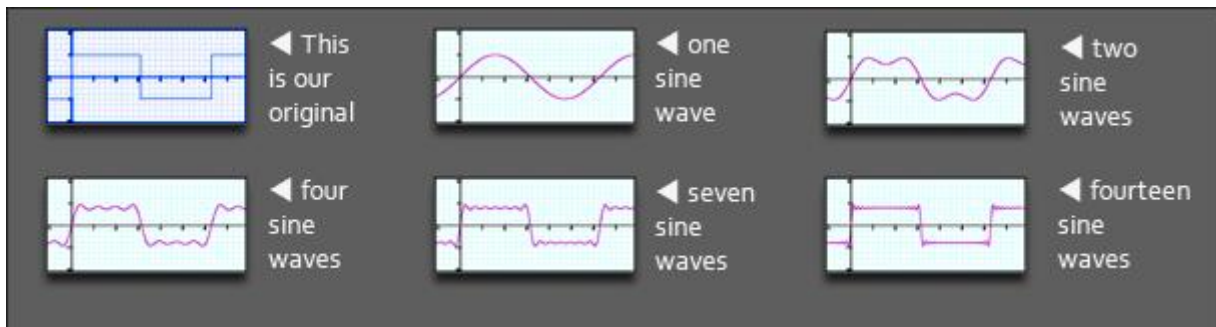 ◀ This
is our
original
◀ one
sine
wave
◀ two
sine
waves
◀ four
sine
waves
◀ seven
sine
waves
◀ fourteen
sine
waves